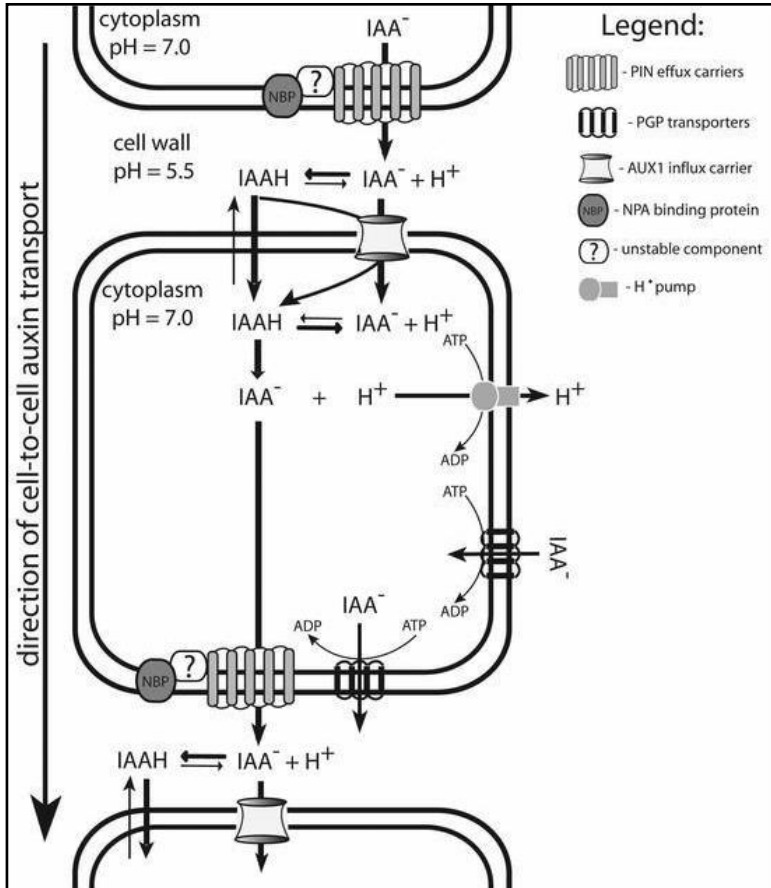 cytoplasm
pH = 7.0
IAA⁻
NBP
?
Legend:
- PIN effux carriers
- PGP transporters
- AUX1 influx carrier
NBP
- NPA binding protein
?
- unstable component
- H⁺ pump
cell wall
pH = 5.5
IAAH
IAA⁻ + H⁺
direction of cell-to-cell auxin transport
cytoplasm
pH = 7.0
IAAH
IAA⁻ + H⁺
IAA⁻ + H⁺
ATP
ADP
H⁺
ATP
ADP
IAA⁻
IAA⁻
ADP
ATP
NBP
?
IAAH
IAA⁻ + H⁺